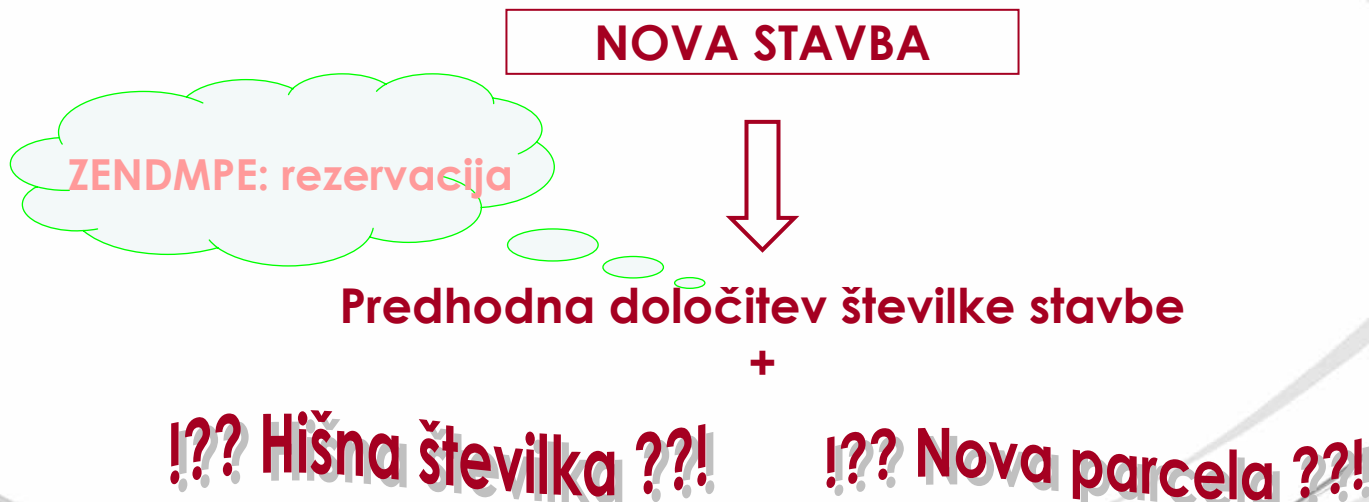 NOVA STAVBA
ZENDMPE: rezervacija
Predhodna določitev številke stavbe
+
!?? Hišna številka ??!
!?? Nova parcela ??!